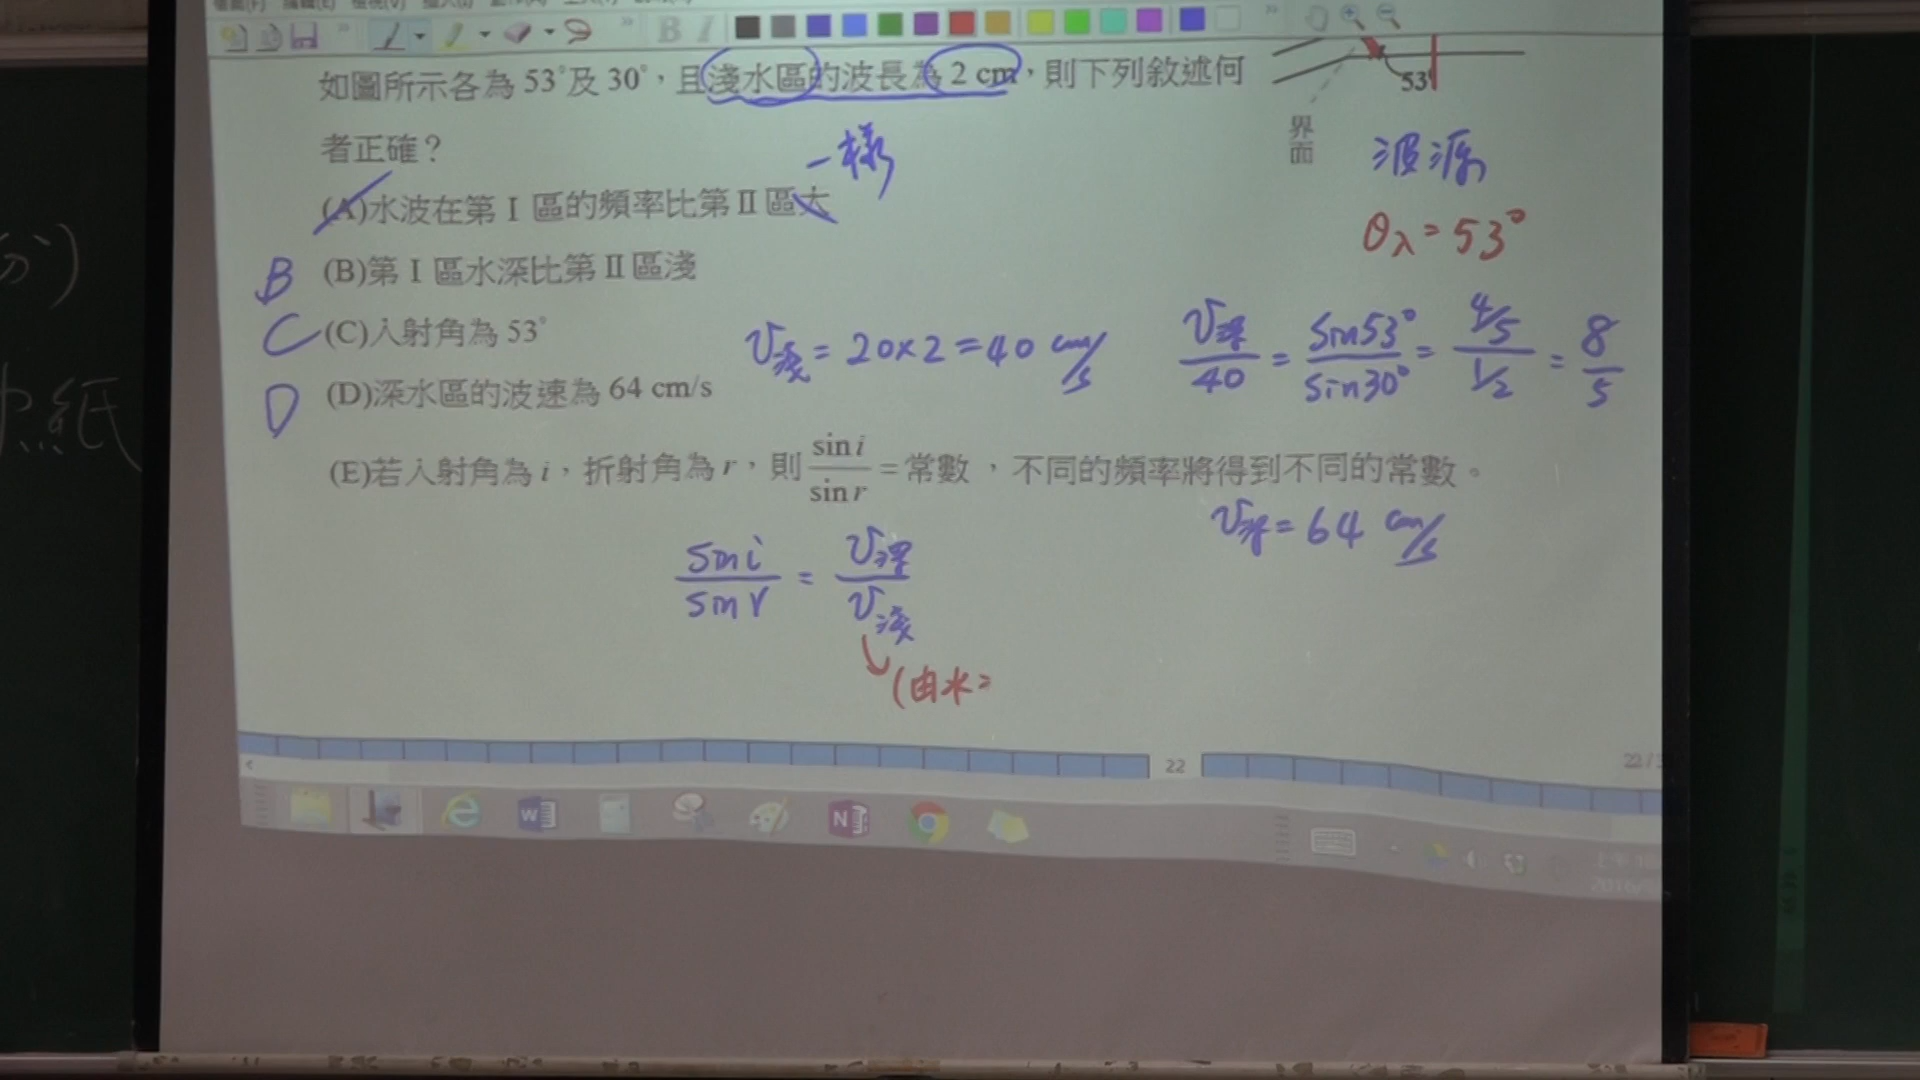 如圖所示各為 53°及 30°，且淺水區的波長為 2 cm，則下列敘述何
53°
者正確？
一樣
界面
波源
(A)水波在第 I 區的頻率比第 II 區大
θλ = 53°
B (B)第 I 區水深比第 II 區淺
C (C)入射角為 53°
V淺 = 20×2 = 40 cm/s
V深/40 = sin53°/sin30° = 4/5 / 1/2 = 8/5
D (D)深水區的波速為 64 cm/s
(E)若入射角為 i，折射角為 r，則 sin i/sin r = 常數，不同的頻率將得到不同的常數。
V深 = 64 cm/s
sin i/sin r = V深/V淺
(由水
22